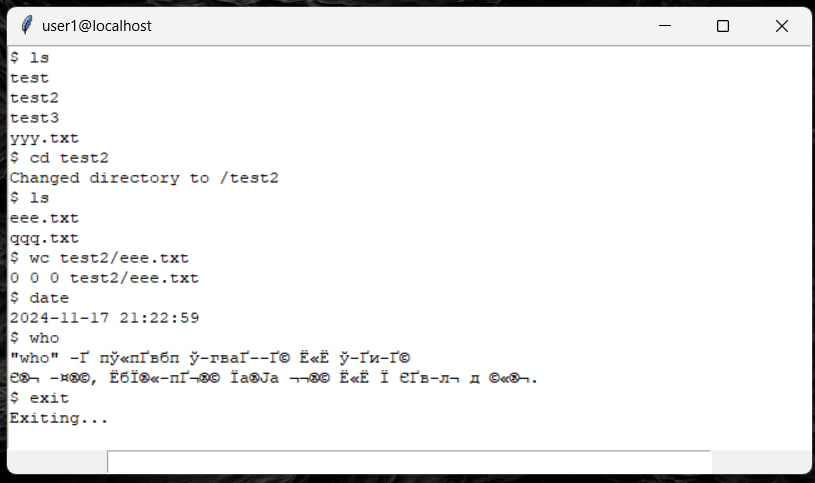 user1@localhost
$ ls
test
test2
test3
yyy.txt
$ cd test2
Changed directory to /test2
$ ls
eee.txt
qqq.txt
$ wc test2/eee.txt
0 0 0 test2/eee.txt
$ date
2024-11-17 21:22:59
$ who
"who" -Ґ пў«пҐвбп ў-гваҐ--Ґ© Ё«Ё ў-Ґи-Ґ©
Є®¬ -¤®©, ЁбЇ®«-пҐ¬®© Їа®Ја ¬¬®© Ё«Ё Ї ЄҐв-л¬ д ©«®¬.
$ exit
Exiting...